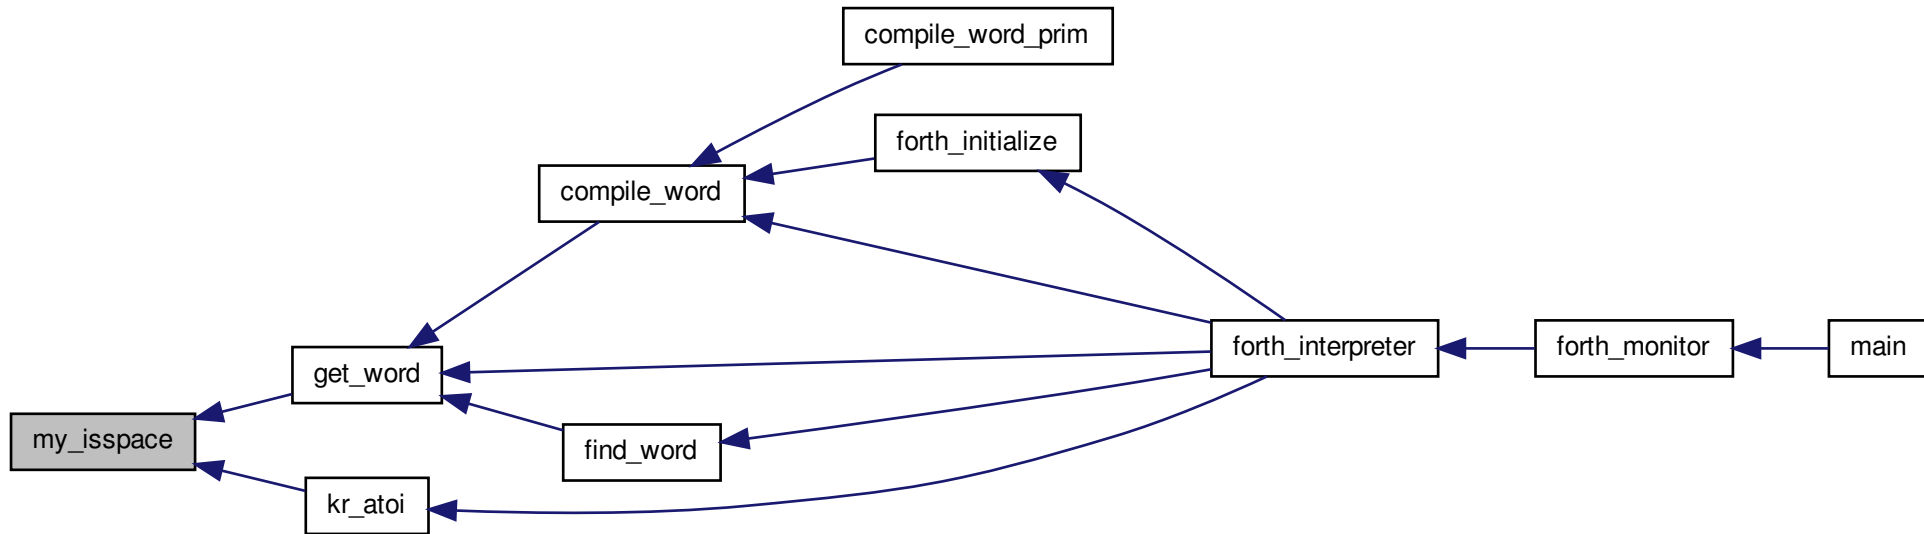 compile_word_prim
forth_initialize
compile_word
forth_interpreter
forth_monitor
main
get_word
my_isspace
find_word
kr_atoi